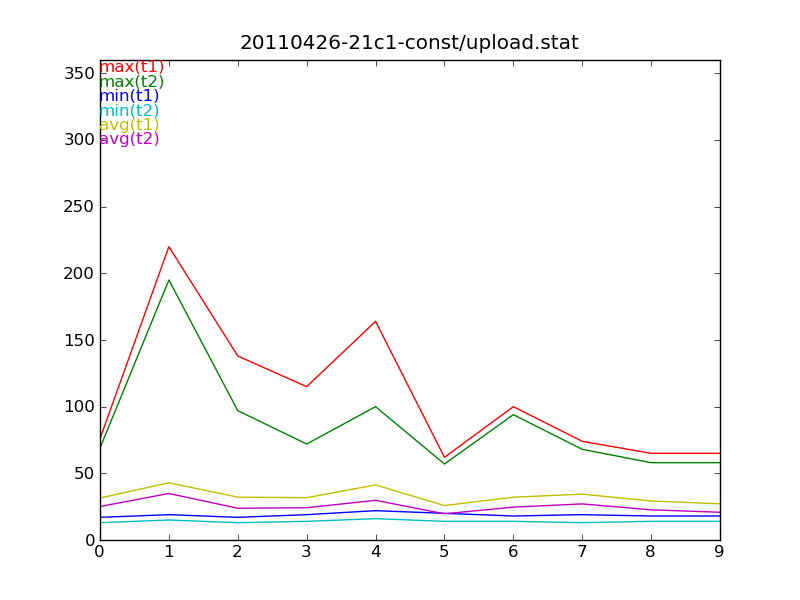 20110426-21c1-const/upload.stat
max(t1)
max(t2)
min(t1)
min(t2)
avg(t1)
avg(t2)
350
300
250
200
150
100
50
0
0 1 2 3 4 5 6 7 8 9